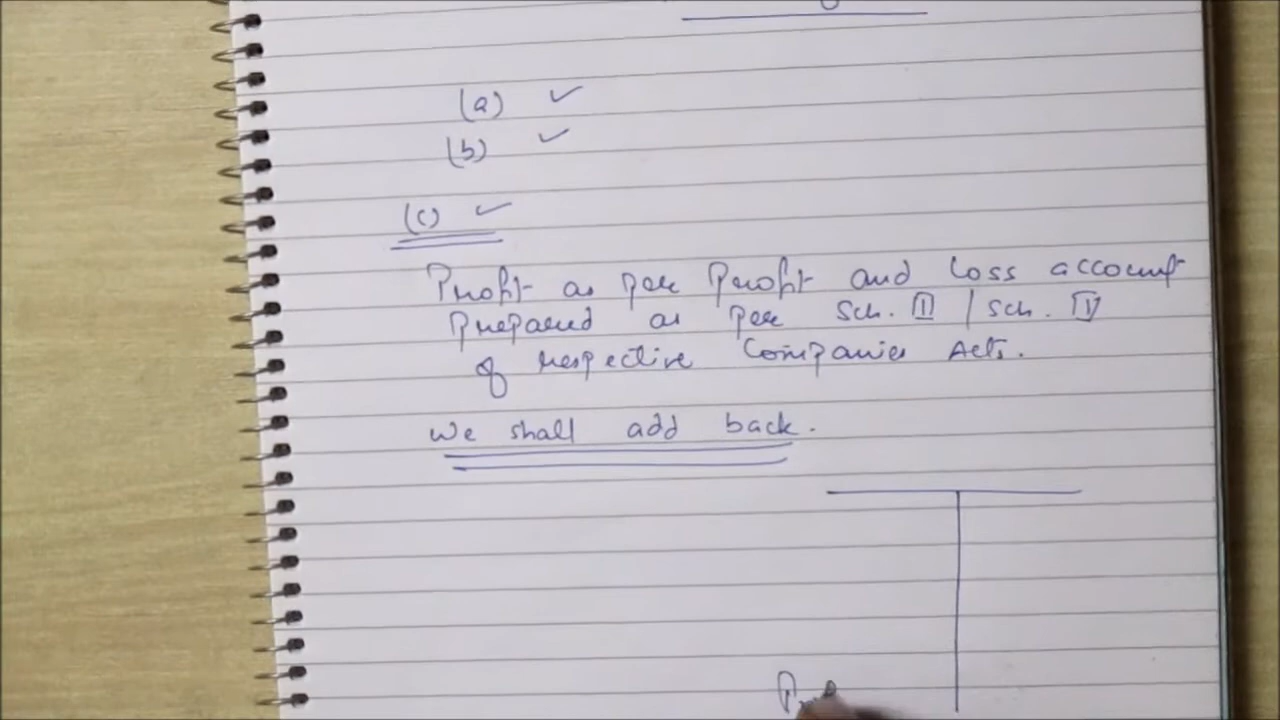 (a) ✓
(b) ✓
(c) ✓
Profit as per Profit and Loss account
Prepared as per Sch. III / Sch. IV
of respective Companies Acts.
We shall add back.